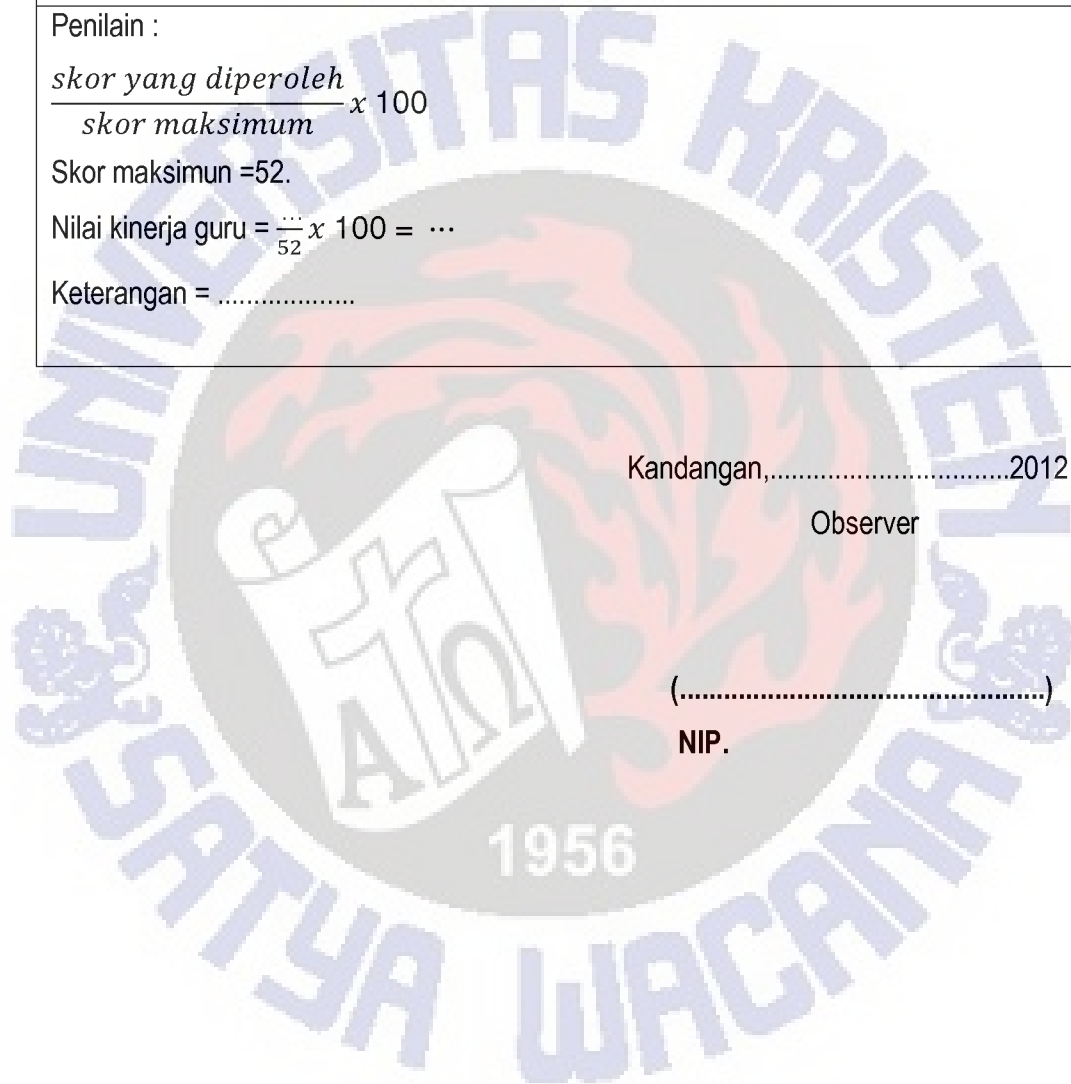 Penilain :
skor yang diperoleh
skor maksimum
x 100
Skor maksimun =52.
Nilai kinerja guru = ···/52 x 100 = ···
Keterangan = ...................
Kandangan,.................................2012
Observer
(................................................)
NIP.
UNIVERSITAS KRISTEN
SATYA WACANA
Α Ω
1956